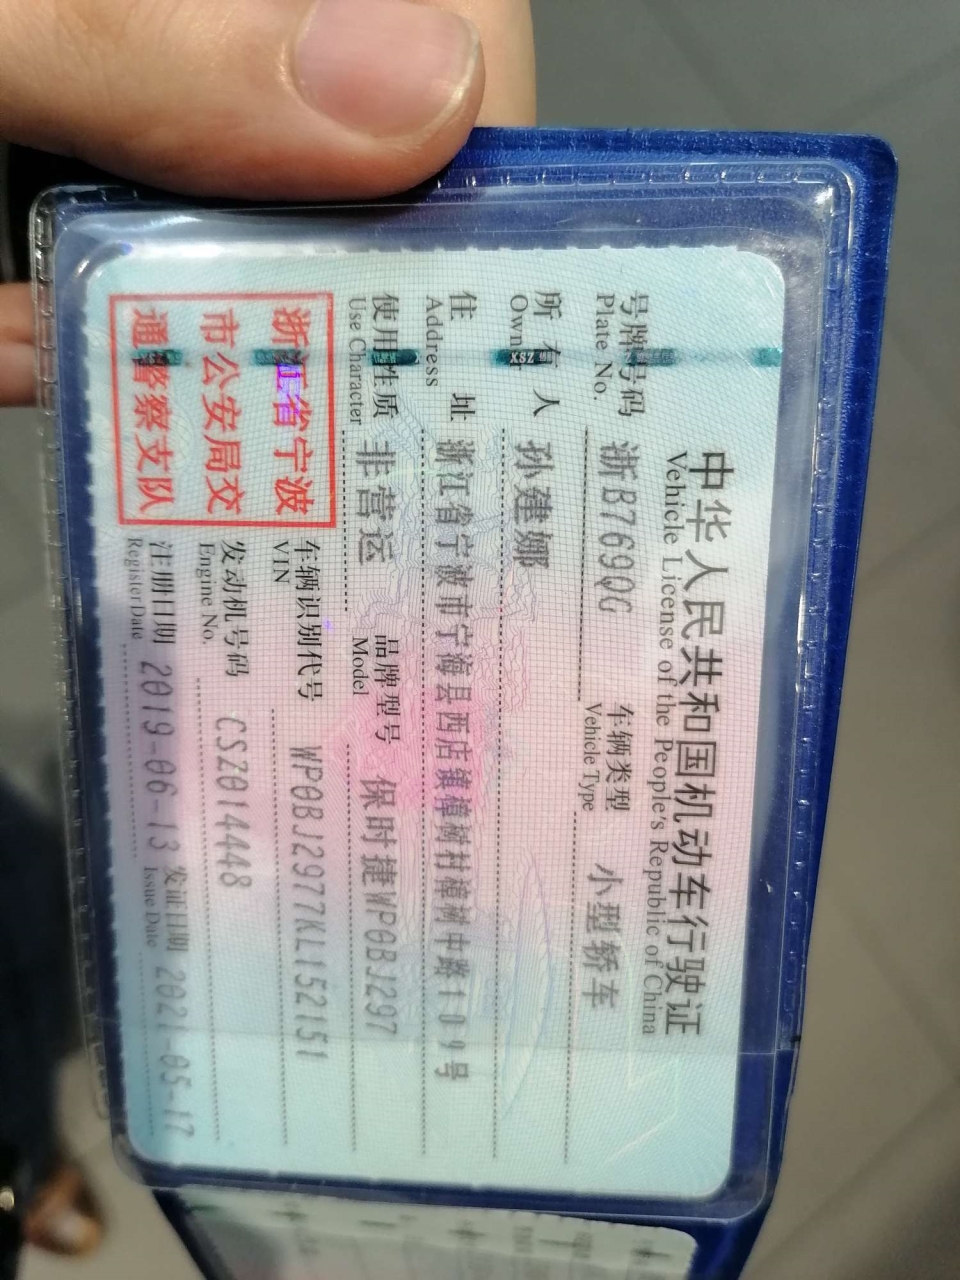 中华人民共和国机动车行驶证
Vehicle License of the People's Republic of China
号牌号码 浙B769QG 车辆类型 小型轿车
Plate No. Vehicle Type
所有人 孙建娜
Owner
住址 浙江省宁波市宁海县西店镇樟树村樟树中路109号
Address
使用性质 非营运 品牌型号 保时捷WP0BJ297
Use Character Model
浙江省宁波
市公安局交
通警察支队
车辆识别代号 WP0BJ2977KL152151
VIN
发动机号码 CSZ014448
Engine No.
注册日期 2019-06-13 发证日期 2021-05-17
Register Date Issue Date